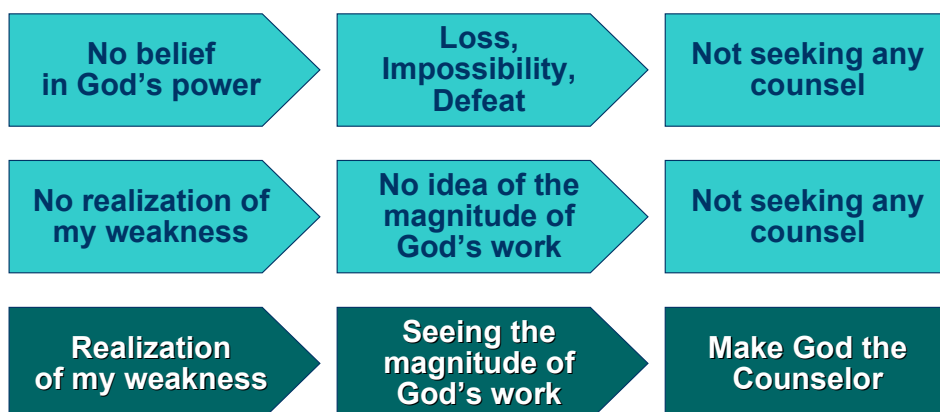 No belief
in God's power
Loss,
Impossibility,
Defeat
Not seeking any
counsel
No realization of
my weakness
No idea of the
magnitude of
God's work
Not seeking any
counsel
Realization
of my weakness
Seeing the
magnitude of
God's work
Make God the
Counselor